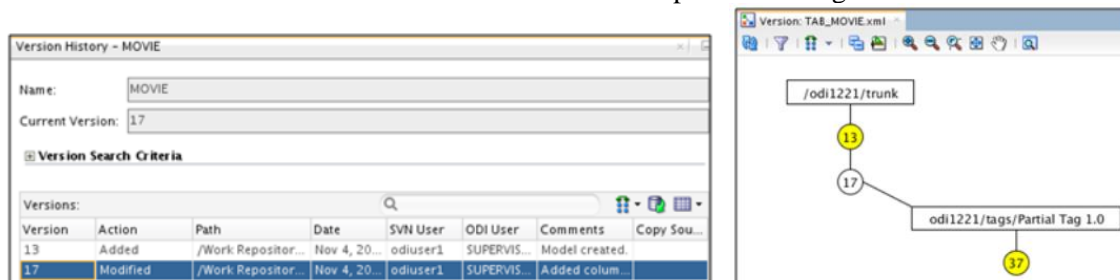 Version History - MOVIE
Name: MOVIE
Current Version: 17
Version Search Criteria
Versions:
Version Action Path Date SVN User ODI User Comments Copy Sou...
13 Added /Work Repositor... Nov 4, 20... odiuser1 SUPERVIS... Model created.
17 Modified /Work Repositor... Nov 4, 20... odiuser1 SUPERVIS... Added colum...
Version: TAB_MOVIE.xml
/odi1221/trunk
13
17
odi1221/tags/Partial Tag 1.0
37